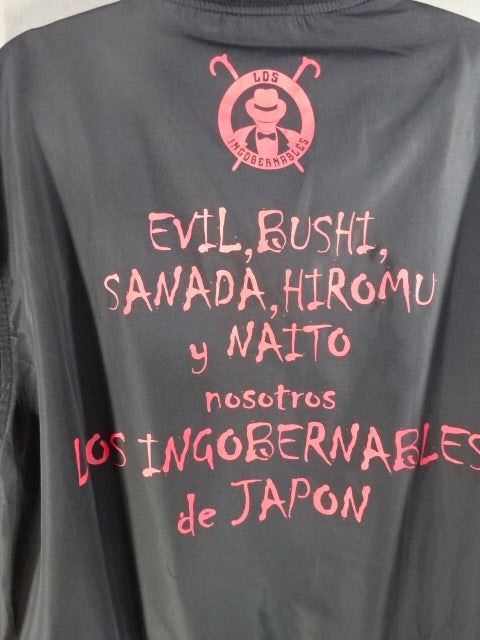 LOS
INGOBERNABLES
EVIL, BUSHI,
SANADA, HIROMU
y NAITO
nosotros
LOS INGOBERNABLES
de JAPON